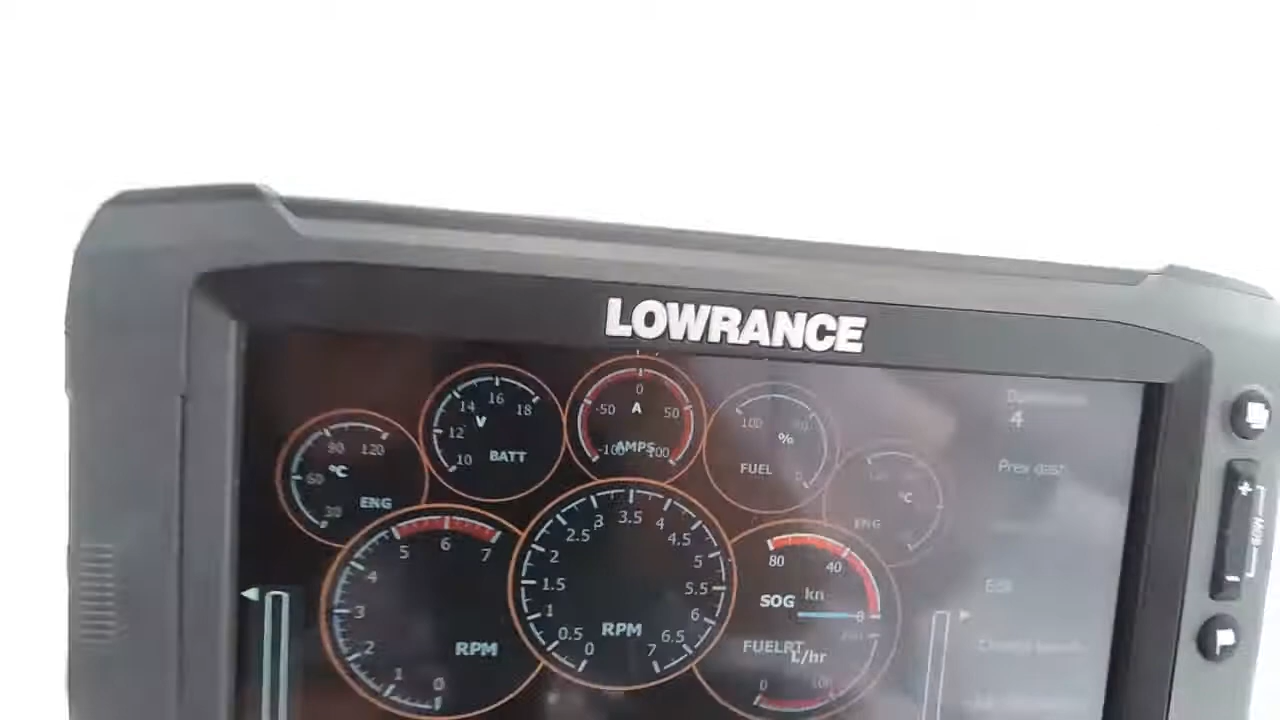 LOWRANCE
90 120
60 °C
30 ENG
16
14 18
V
12
10 BATT
0
-50 A 50
-100 AMPS 100
100
%
FUEL
0
°C
ENG
4
5 6 7
4
3
2
1 0
RPM
3 3.5 4
2.5 4.5
2 5
1.5 5.5
1 6
0.5 6.5
0 7
RPM
80 40
SOG kn
0
FUELRT
L/hr
0 100
Edit
+
MOB